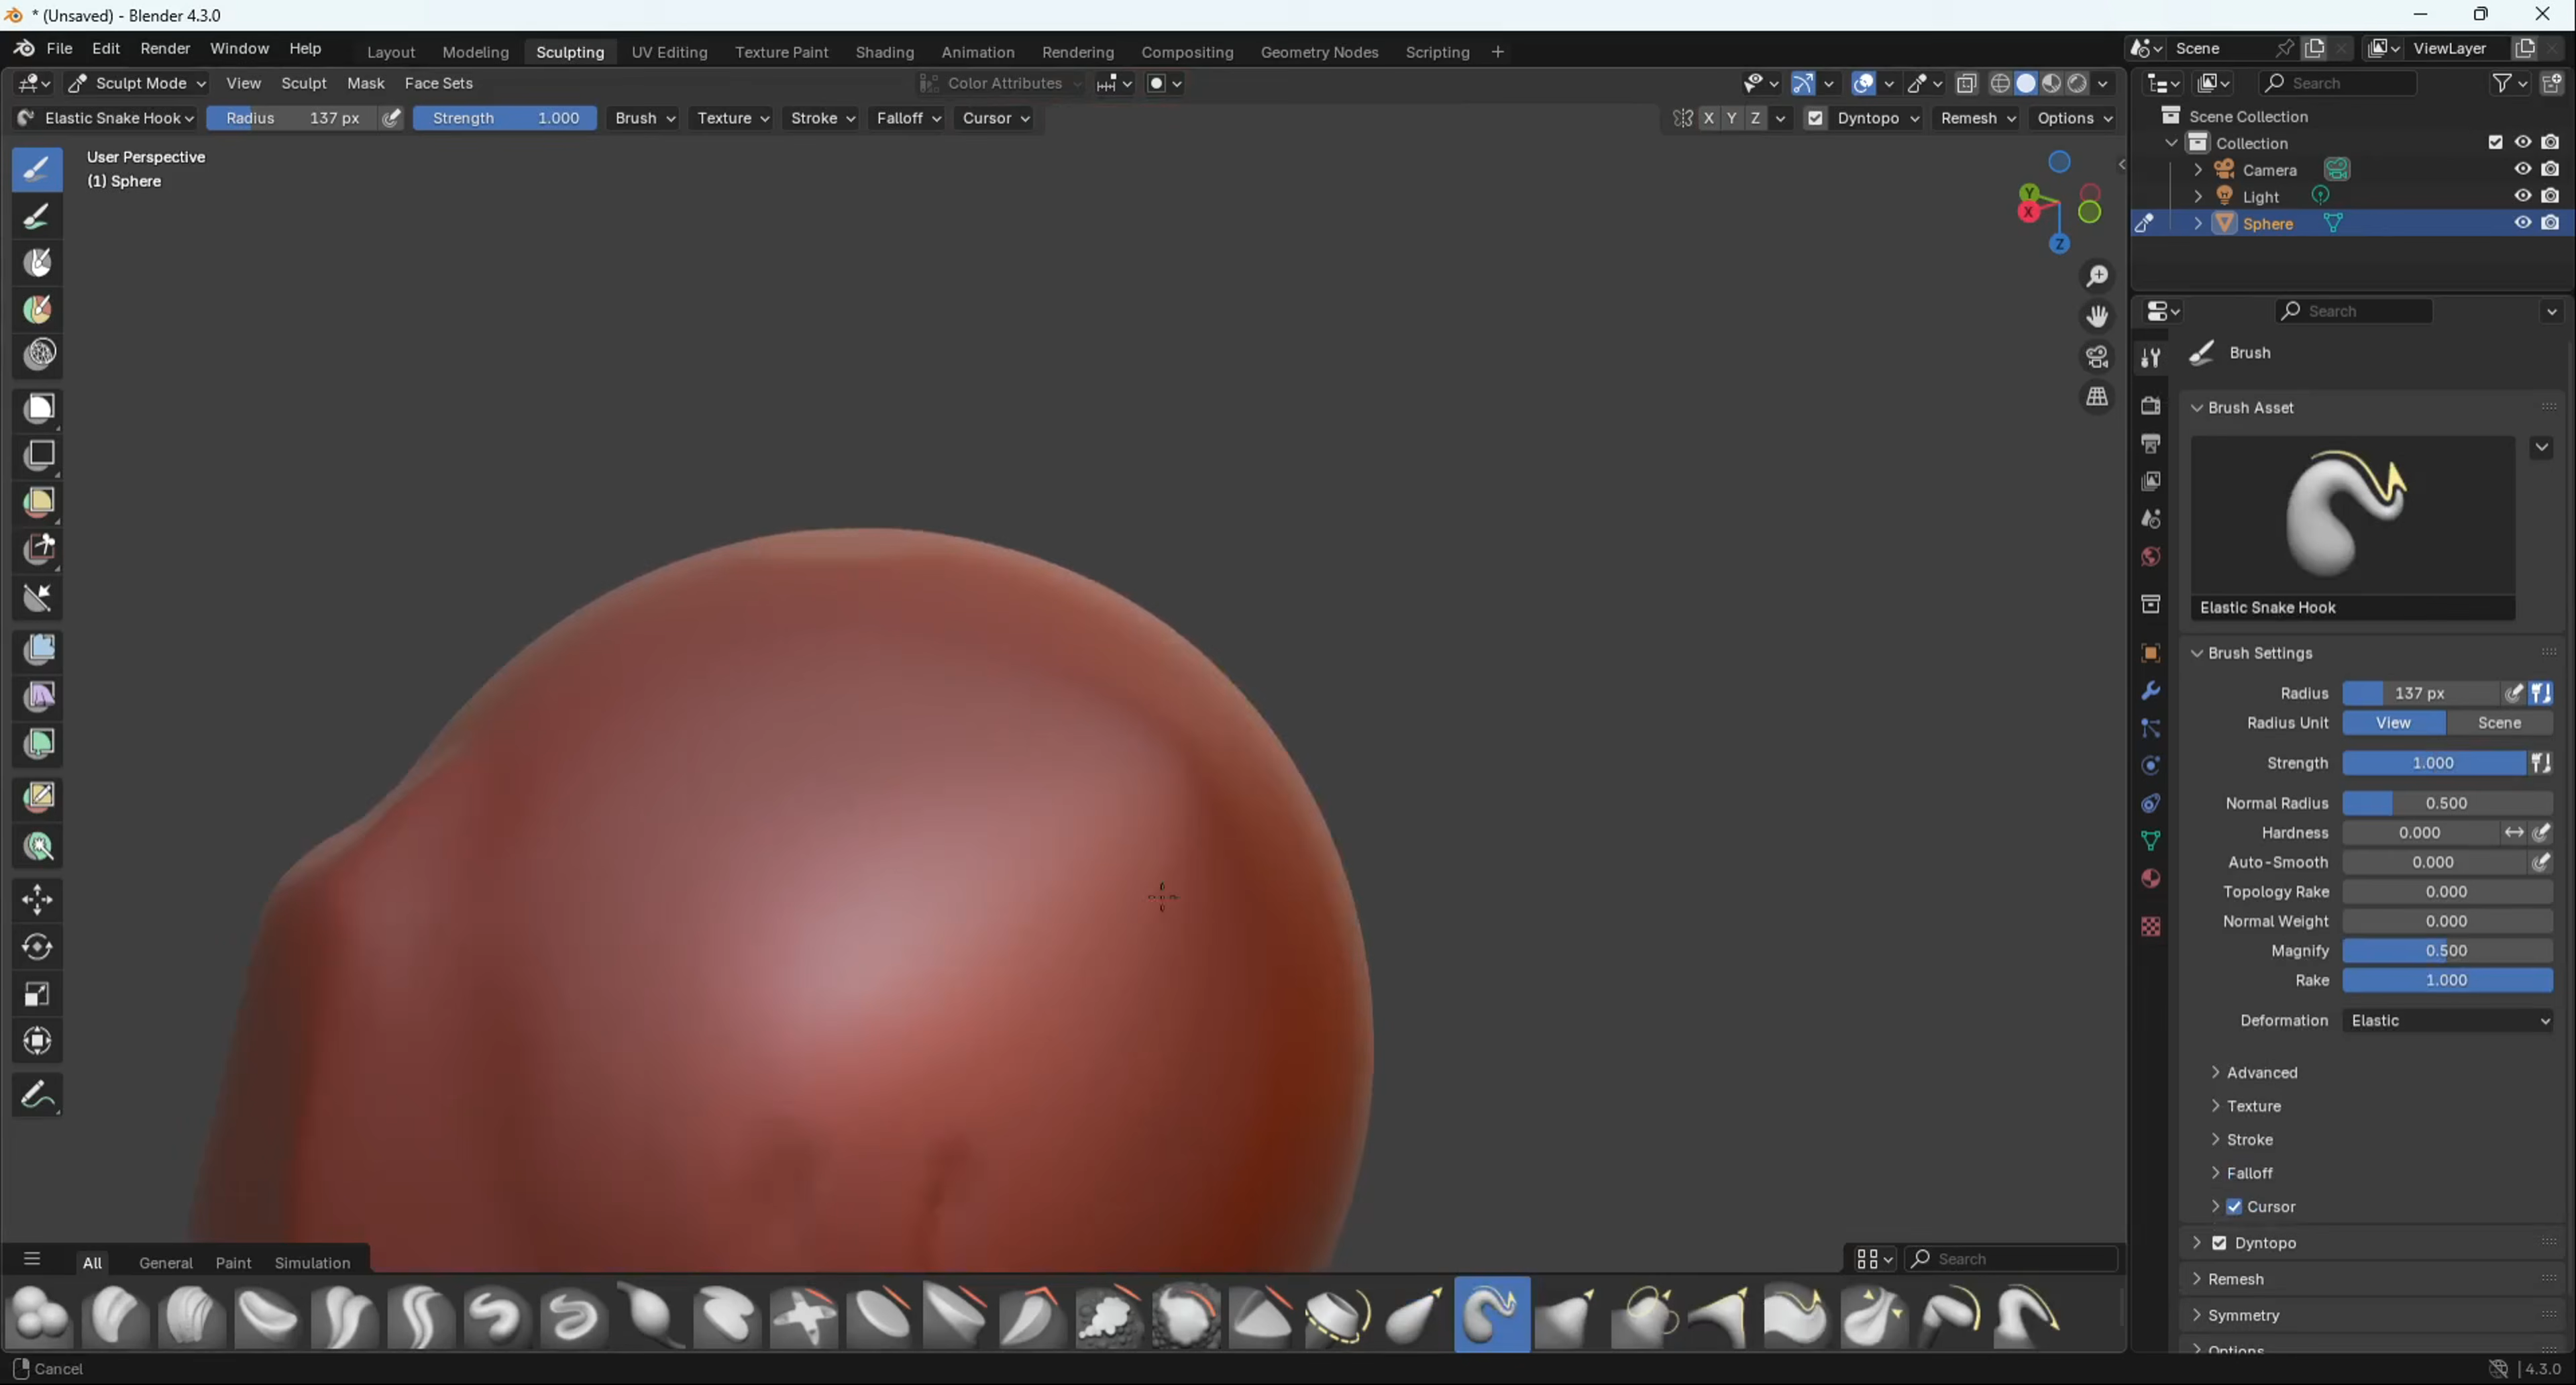 * (Unsaved) - Blender 4.3.0
File Edit Render Window Help Layout Modeling Sculpting UV Editing Texture Paint Shading Animation Rendering Compositing Geometry Nodes Scripting + Scene ViewLayer
Sculpt Mode View Sculpt Mask Face Sets Color Attributes Search
Elastic Snake Hook Radius 137 px Strength 1.000 Brush Texture Stroke Falloff Cursor X Y Z Dyntopo Remesh Options
User Perspective
(1) Sphere
Y
X
Z
Scene Collection
Collection
Camera
Light
Sphere
Search
Brush
Brush Asset
Elastic Snake Hook
Brush Settings
Radius 137 px
Radius Unit View Scene
Strength 1.000
Normal Radius 0.500
Hardness 0.000
Auto-Smooth 0.000
Topology Rake 0.000
Normal Weight 0.000
Magnify 0.500
Rake 1.000
Deformation Elastic
Advanced
Texture
Stroke
Falloff
Cursor
Dyntopo
Remesh
Symmetry
Options
All General Paint Simulation Search
Cancel 4.3.0